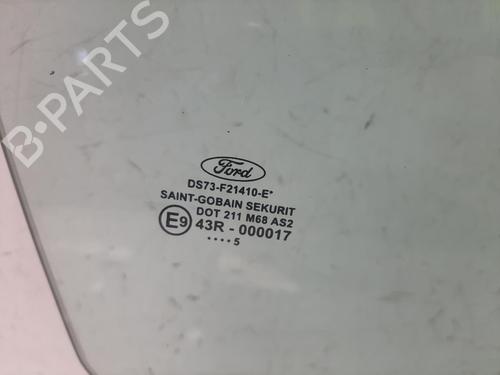 B-PARTS
Ford
DS73-F21410-E*
SAINT-GOBAIN SEKURIT
DOT 211 M68 AS2
E9 43R - 000017
.... 5